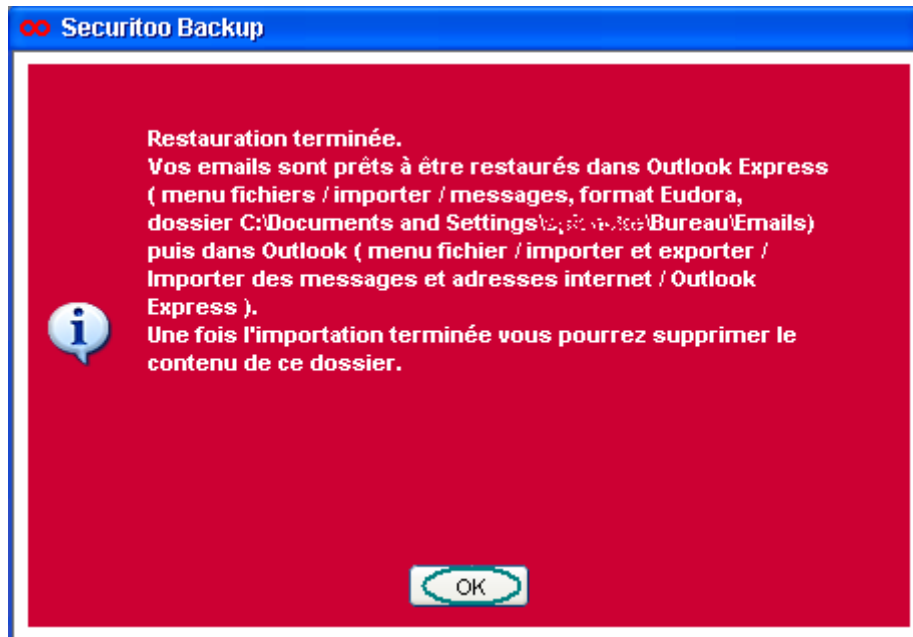 Securitoo Backup
Restauration terminée.
Vos emails sont prêts à être restaurés dans Outlook Express
( menu fichiers / importer / messages, format Eudora,
dossier C:\Documents and Settings\ \Bureau\Emails)
puis dans Outlook ( menu fichier / importer et exporter /
Importer des messages et adresses internet / Outlook
Express ).
Une fois l'importation terminée vous pourrez supprimer le
contenu de ce dossier.
OK